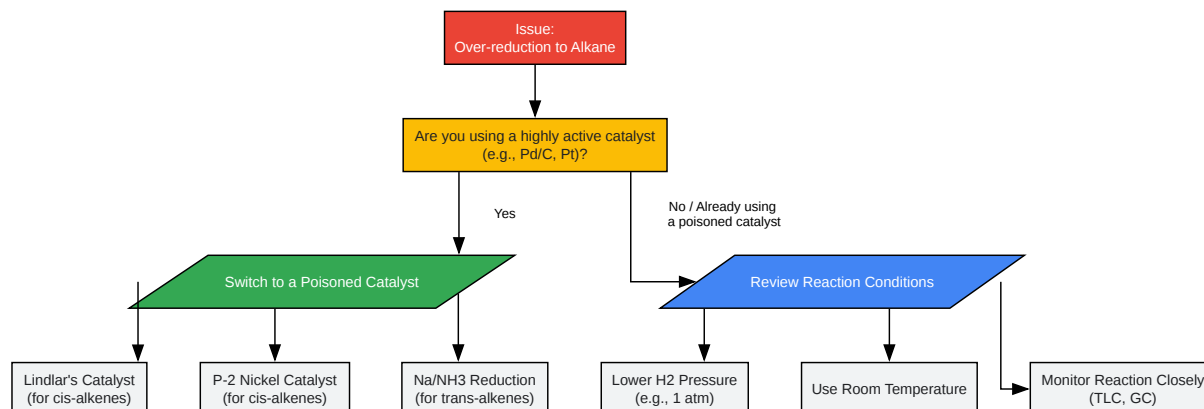 Issue:
Over-reduction to Alkane
Are you using a highly active catalyst
(e.g., Pd/C, Pt)?
Yes
No / Already using
a poisoned catalyst
Switch to a Poisoned Catalyst
Review Reaction Conditions
Lindlar's Catalyst
(for cis-alkenes)
P-2 Nickel Catalyst
(for cis-alkenes)
Na/NH3 Reduction
(for trans-alkenes)
Lower H2 Pressure
(e.g., 1 atm)
Use Room Temperature
Monitor Reaction Closely
(TLC, GC)